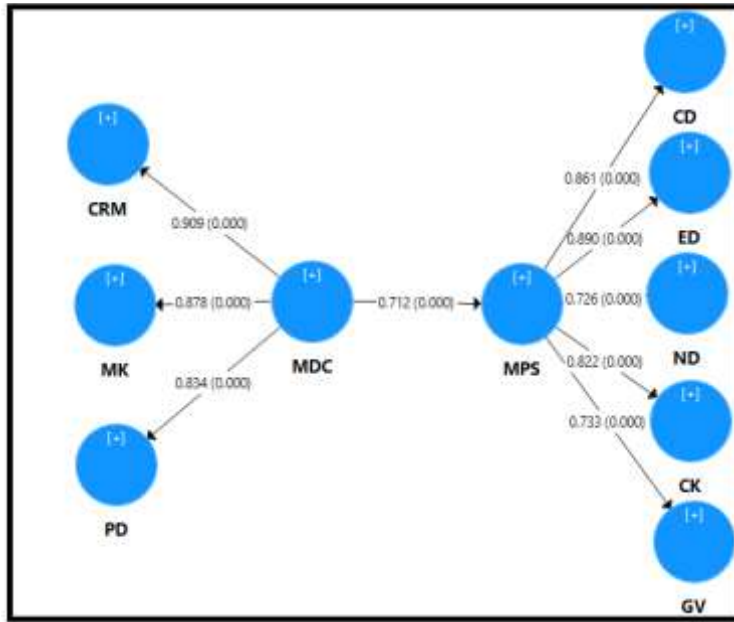 [+]
CD
[+]
CRM
0.861 (0.000)
[+]
ED
0.909 (0.000)
0.890 (0.000)
[+]
MK
0.878 (0.000)
[+]
MDC
0.712 (0.000)
[+]
MPS
0.726 (0.000)
[+]
ND
0.834 (0.000)
0.822 (0.000)
[+]
CK
0.733 (0.000)
[+]
PD
[+]
GV